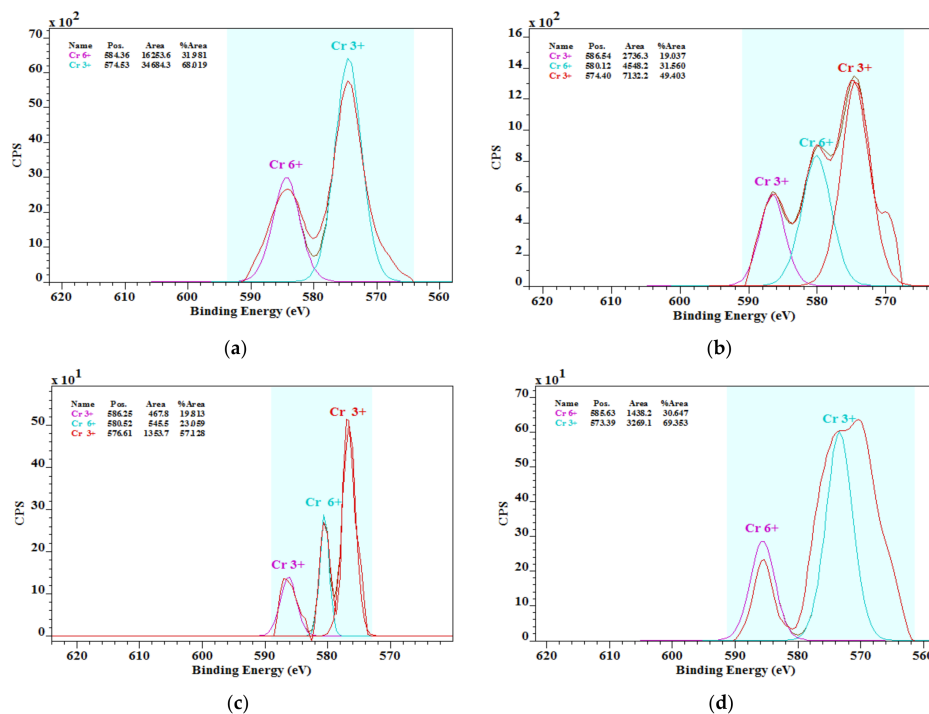 x 10²
Name Pos. Area %Area
Cr 6+ 584.36 16253.6 31.981
Cr 3+ 574.53 34684.3 68.019
Cr 3+
Cr 6+
70
60
50
40
30
20
10
0
CPS
620 600 590 580 570 560
Binding Energy (eV)
(a)
x 10²
Name Pos. Area %Area
Cr 3+ 586.54 2736.3 19.037
Cr 6+ 580.12 4548.2 31.560
Cr 3+ 574.40 7132.2 49.403
Cr 3+
Cr 6+
Cr 3+
16
14
12
10
8
6
4
2
0
CPS
620 600 590 580 570
Binding Energy (eV)
(b)
x 10¹
Name Pos. Area %Area
Cr 3+ 586.25 467.8 19.813
Cr 6+ 580.52 545.5 23.059
Cr 3+ 576.61 1353.7 57.128
Cr 3+
Cr 6+
Cr 3+
50
40
30
20
10
0
CPS
620 600 590 580 570
Binding Energy (eV)
(c)
x 10¹
Name Pos. Area %Area
Cr 6+ 585.63 1438.2 30.647
Cr 3+ 573.39 3269.1 69.353
Cr 3+
Cr 6+
70
60
50
40
30
20
10
0
CPS
620 610 600 590 580 570 560
Binding Energy (eV)
(d)